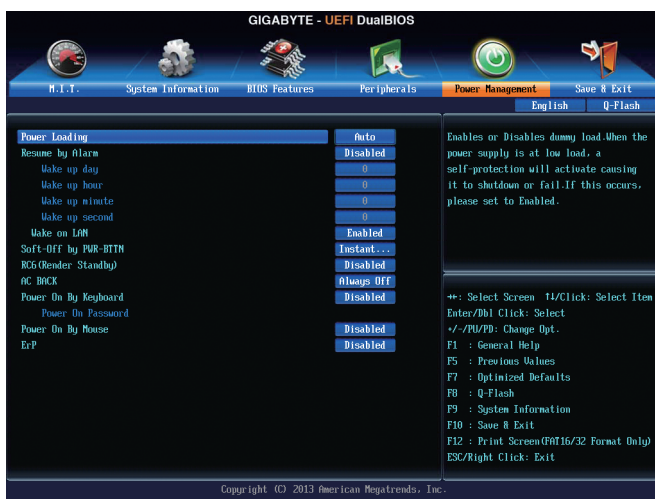 GIGABYTE - UEFI DualBIOS
M.I.T. System Information BIOS Features Peripherals Power Management Save & Exit
English Q-Flash
Power Loading Auto
Resume by Alarm Disabled
Wake up day 0
Wake up hour 0
Wake up minute 0
Wake up second 0
Wake on LAN Enabled
Soft-Off by PWR-BTTN Instant...
RC6(Render Standby) Disabled
AC BACK Always Off
Power On By Keyboard Disabled
Power On Password
Power On By Mouse Disabled
ErP Disabled
Enables or Disables dummy load.When the
power supply is at low load, a
self-protection will activate causing
it to shutdown or fail.If this occurs,
please set to Enabled.
→←: Select Screen ↑↓/Click: Select Item
Enter/Dbl Click: Select
+/-/PU/PD: Change Opt.
F1 : General Help
F5 : Previous Values
F7 : Optimized Defaults
F8 : Q-Flash
F9 : System Information
F10 : Save & Exit
F12 : Print Screen(FAT16/32 Format Only)
ESC/Right Click: Exit
Copyright (C) 2013 American Megatrends, Inc.